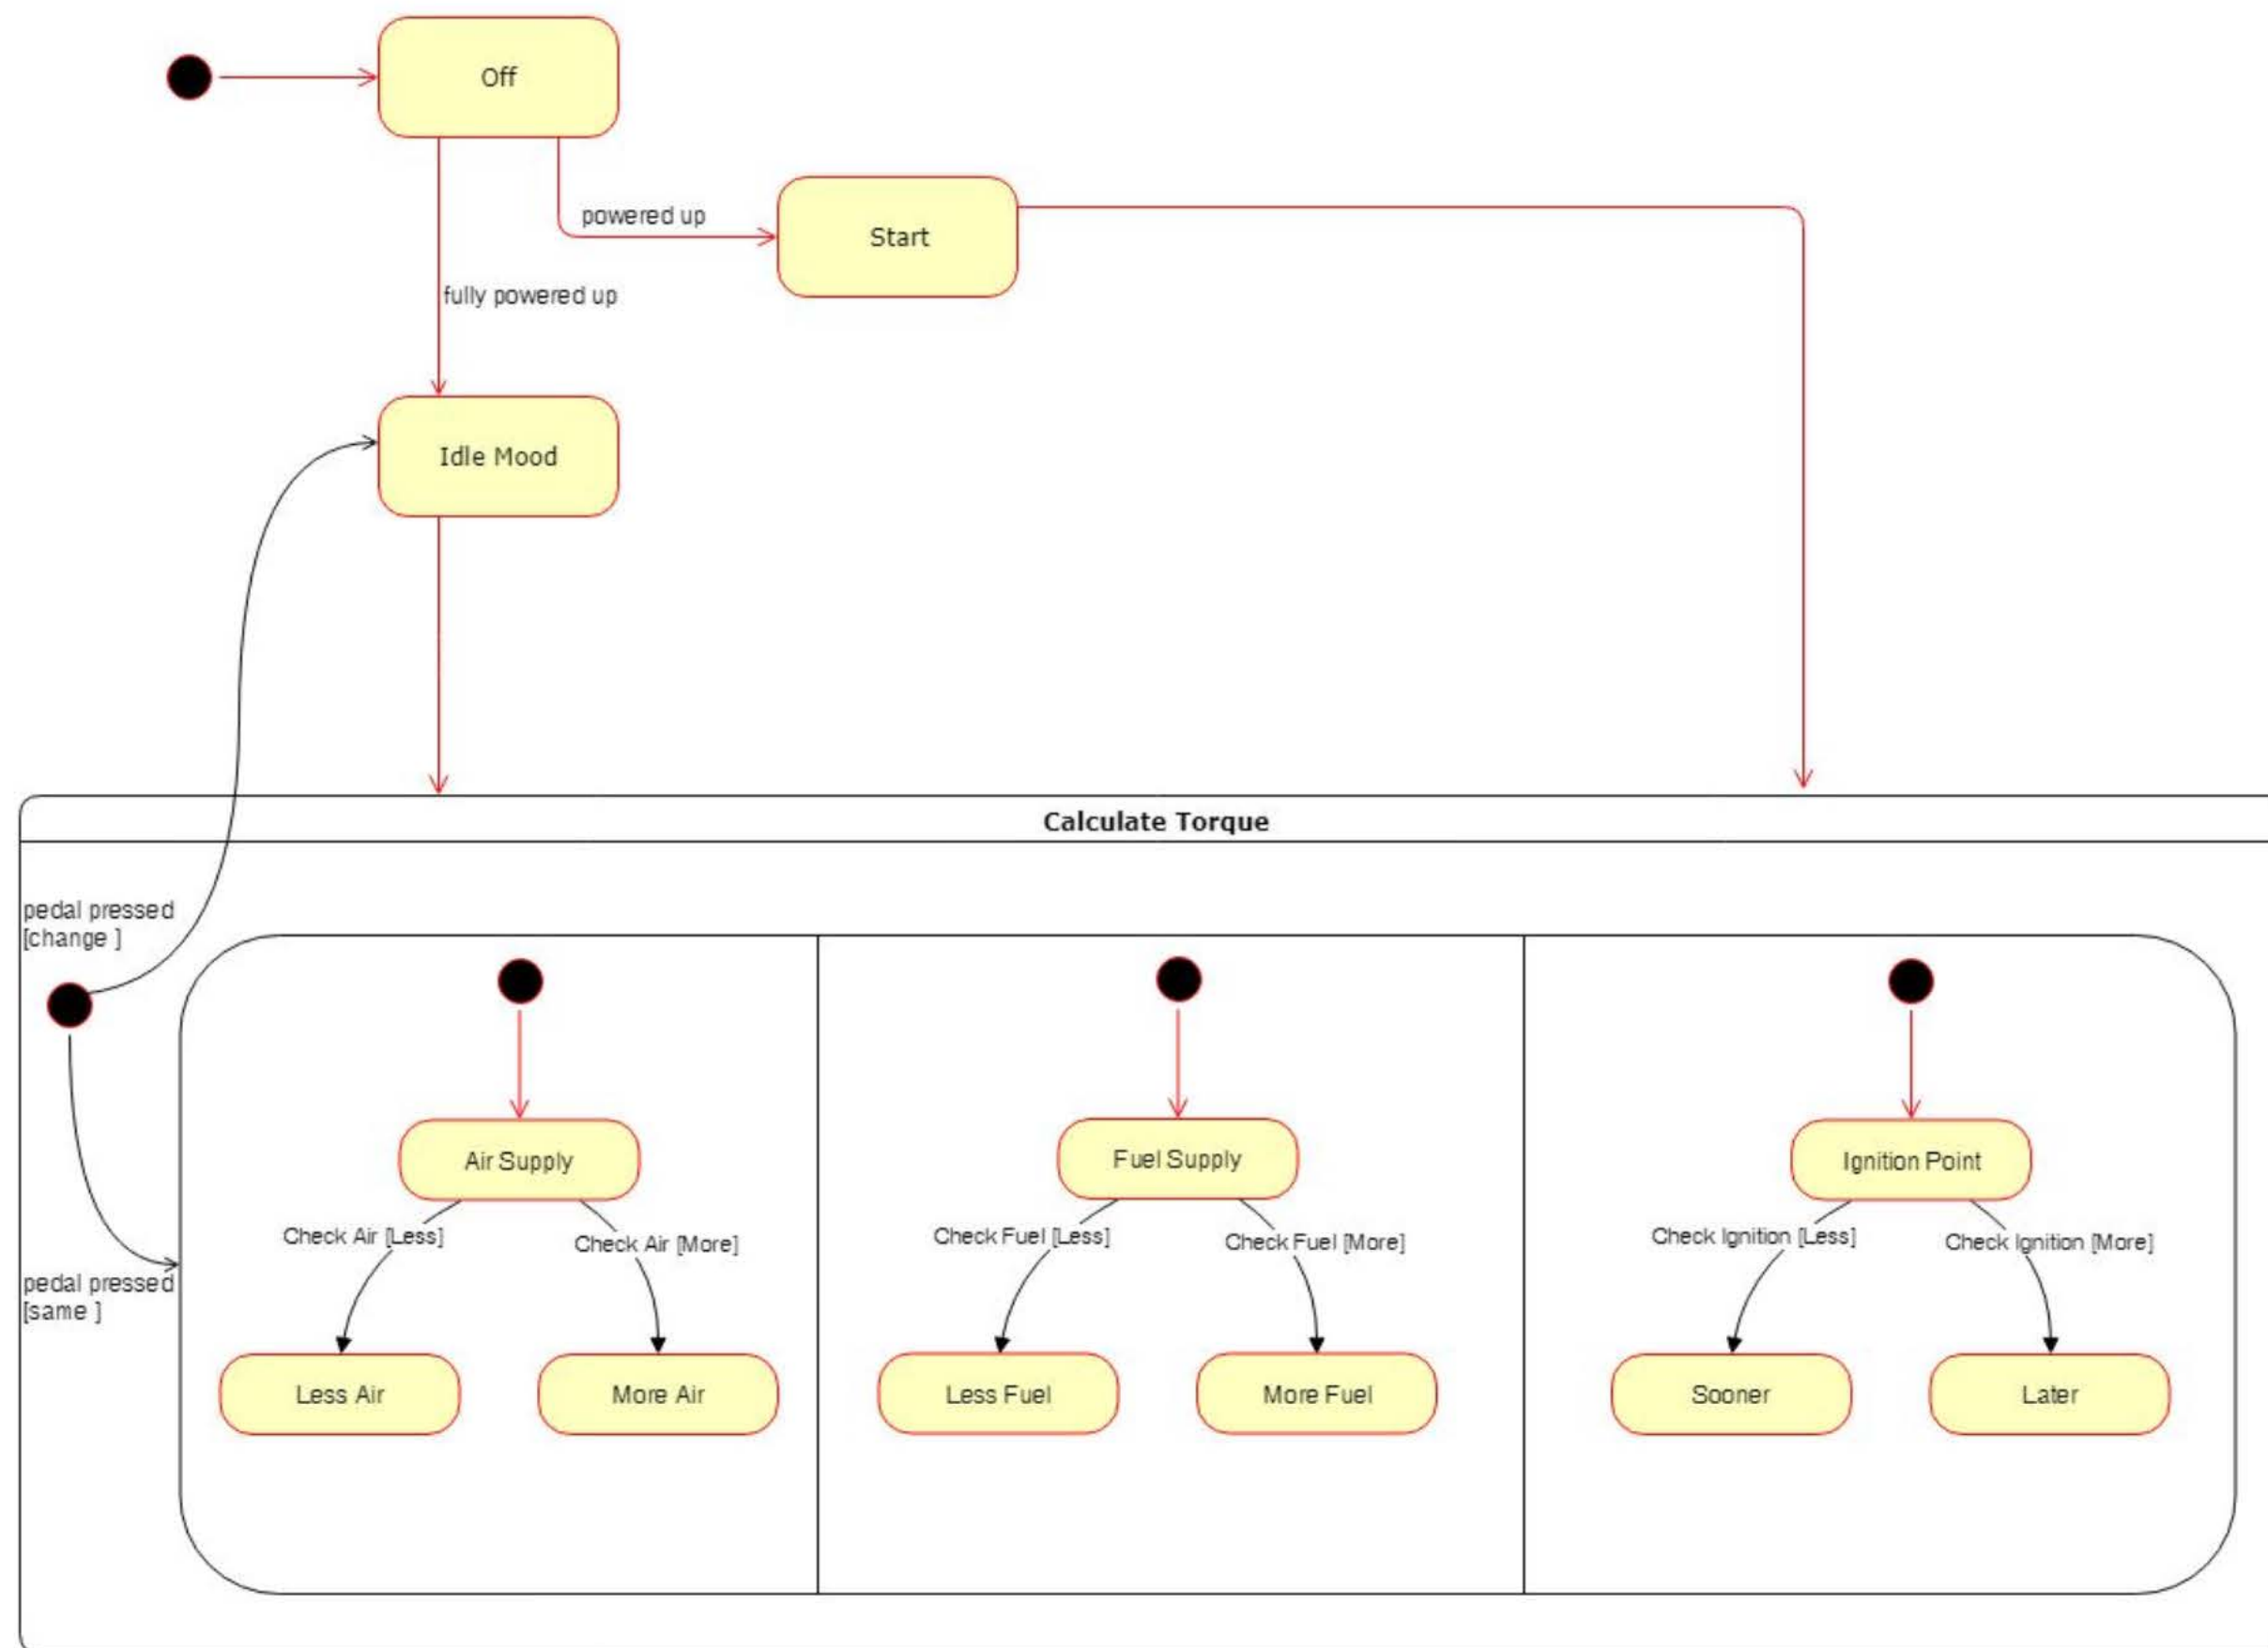 Off
powered up
Start
fully powered up
Idle Mood
Calculate Torque
pedal pressed
[change ]
pedal pressed
[same ]
Air Supply
Check Air [Less]
Check Air [More]
Less Air
More Air
Fuel Supply
Check Fuel [Less]
Check Fuel [More]
Less Fuel
More Fuel
Ignition Point
Check Ignition [Less]
Check Ignition [More]
Sooner
Later